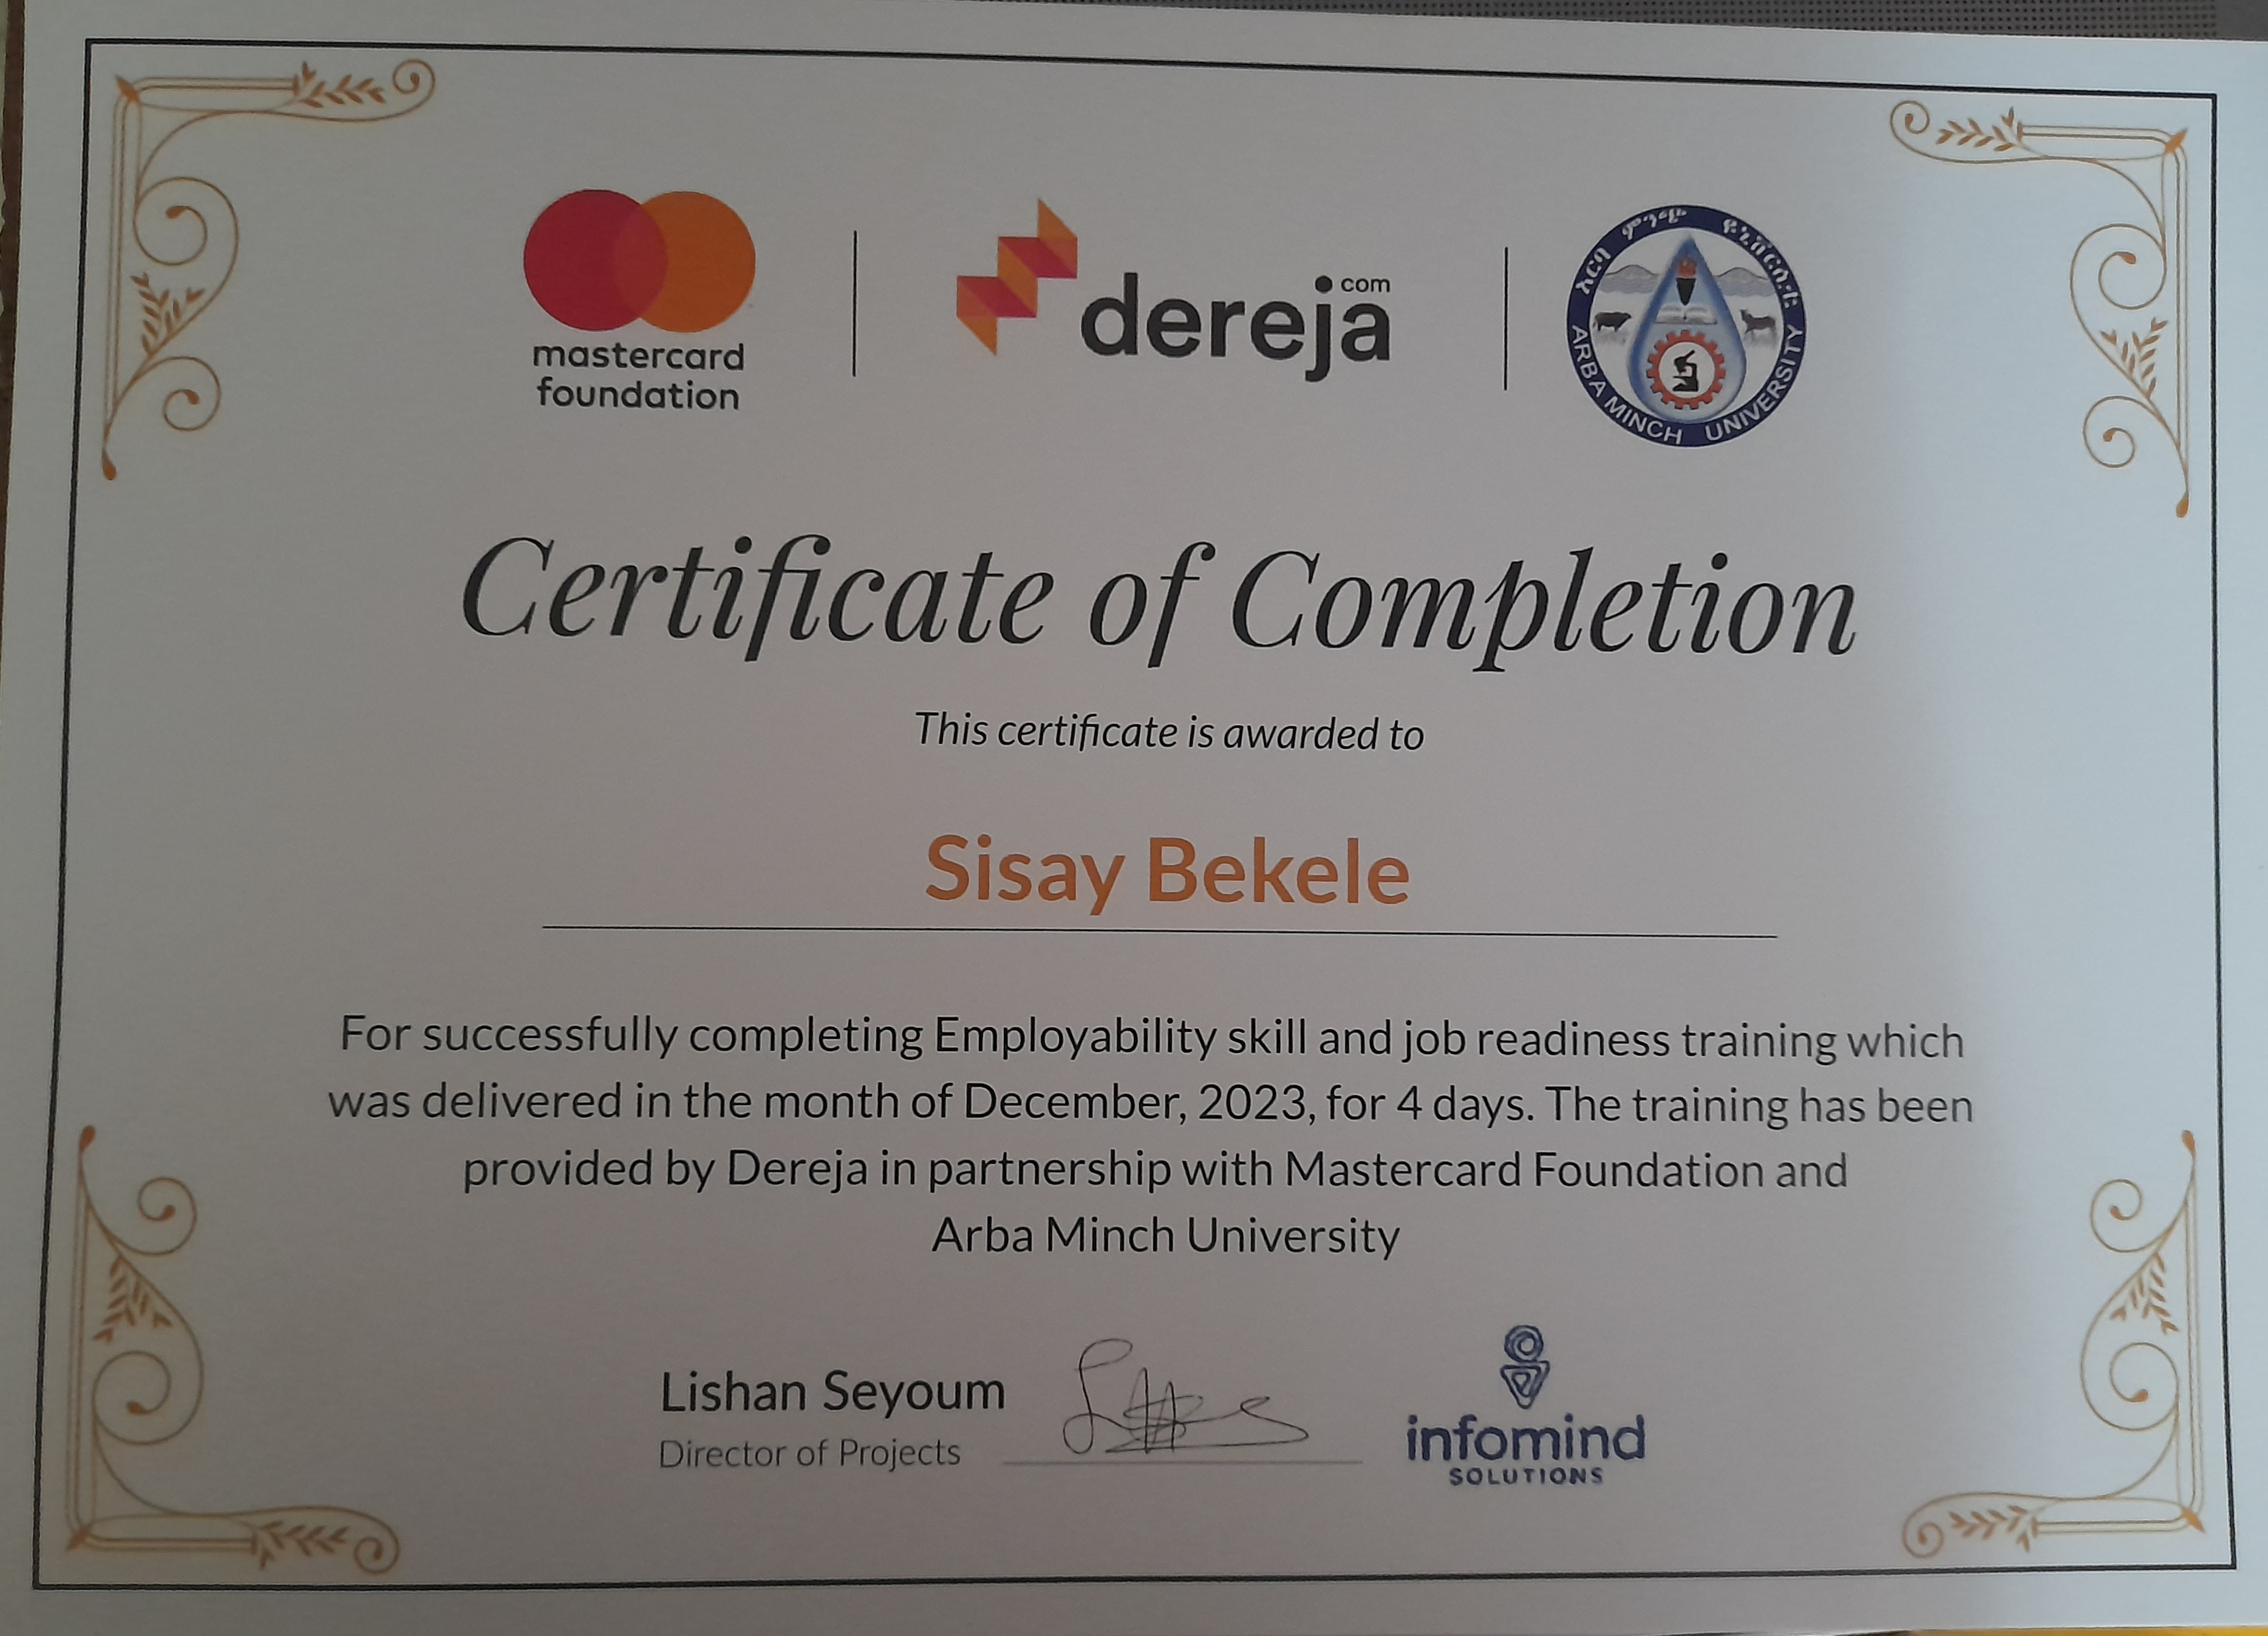 mastercard
foundation
dereja.com
አርባ ምንጭ ዩኒቨርሲቲ
ARBA MINCH UNIVERSITY
Certificate of Completion
This certificate is awarded to
Sisay Bekele
For successfully completing Employability skill and job readiness training which
was delivered in the month of December, 2023, for 4 days. The training has been
provided by Dereja in partnership with Mastercard Foundation and
Arba Minch University
Lishan Seyoum
Director of Projects
infomind
SOLUTIONS